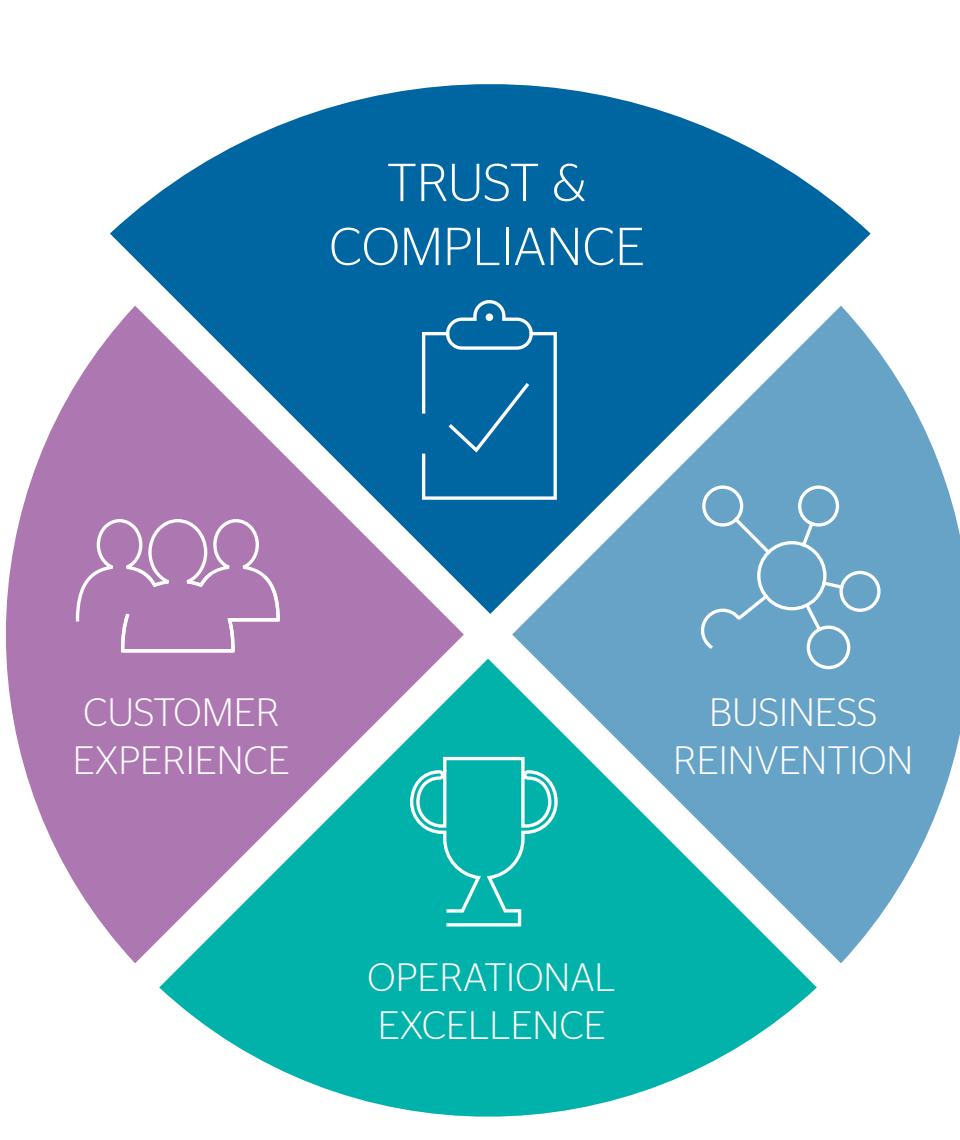 TRUST &
COMPLIANCE
CUSTOMER
EXPERIENCE
BUSINESS
REINVENTION
OPERATIONAL
EXCELLENCE